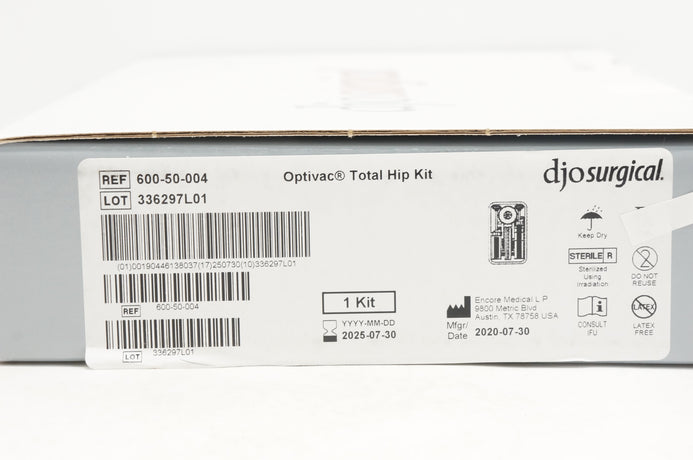 REF 600-50-004
LOT 336297L01
Optivac® Total Hip Kit
djosurgical.
(01)00190446138037(17)250730(10)336297L01
REF 600-50-004
LOT 336297L01
1 Kit
YYYY-MM-DD
2025-07-30
Mfgr/
Date
Encore Medical L.P.
9800 Metric Blvd
Austin, TX 78758 USA
2020-07-30
Keep Dry
STERILE R
Sterilized
Using
Irradiation
2
DO NOT
REUSE
i
CONSULT
IFU
LATEX
LATEX
FREE